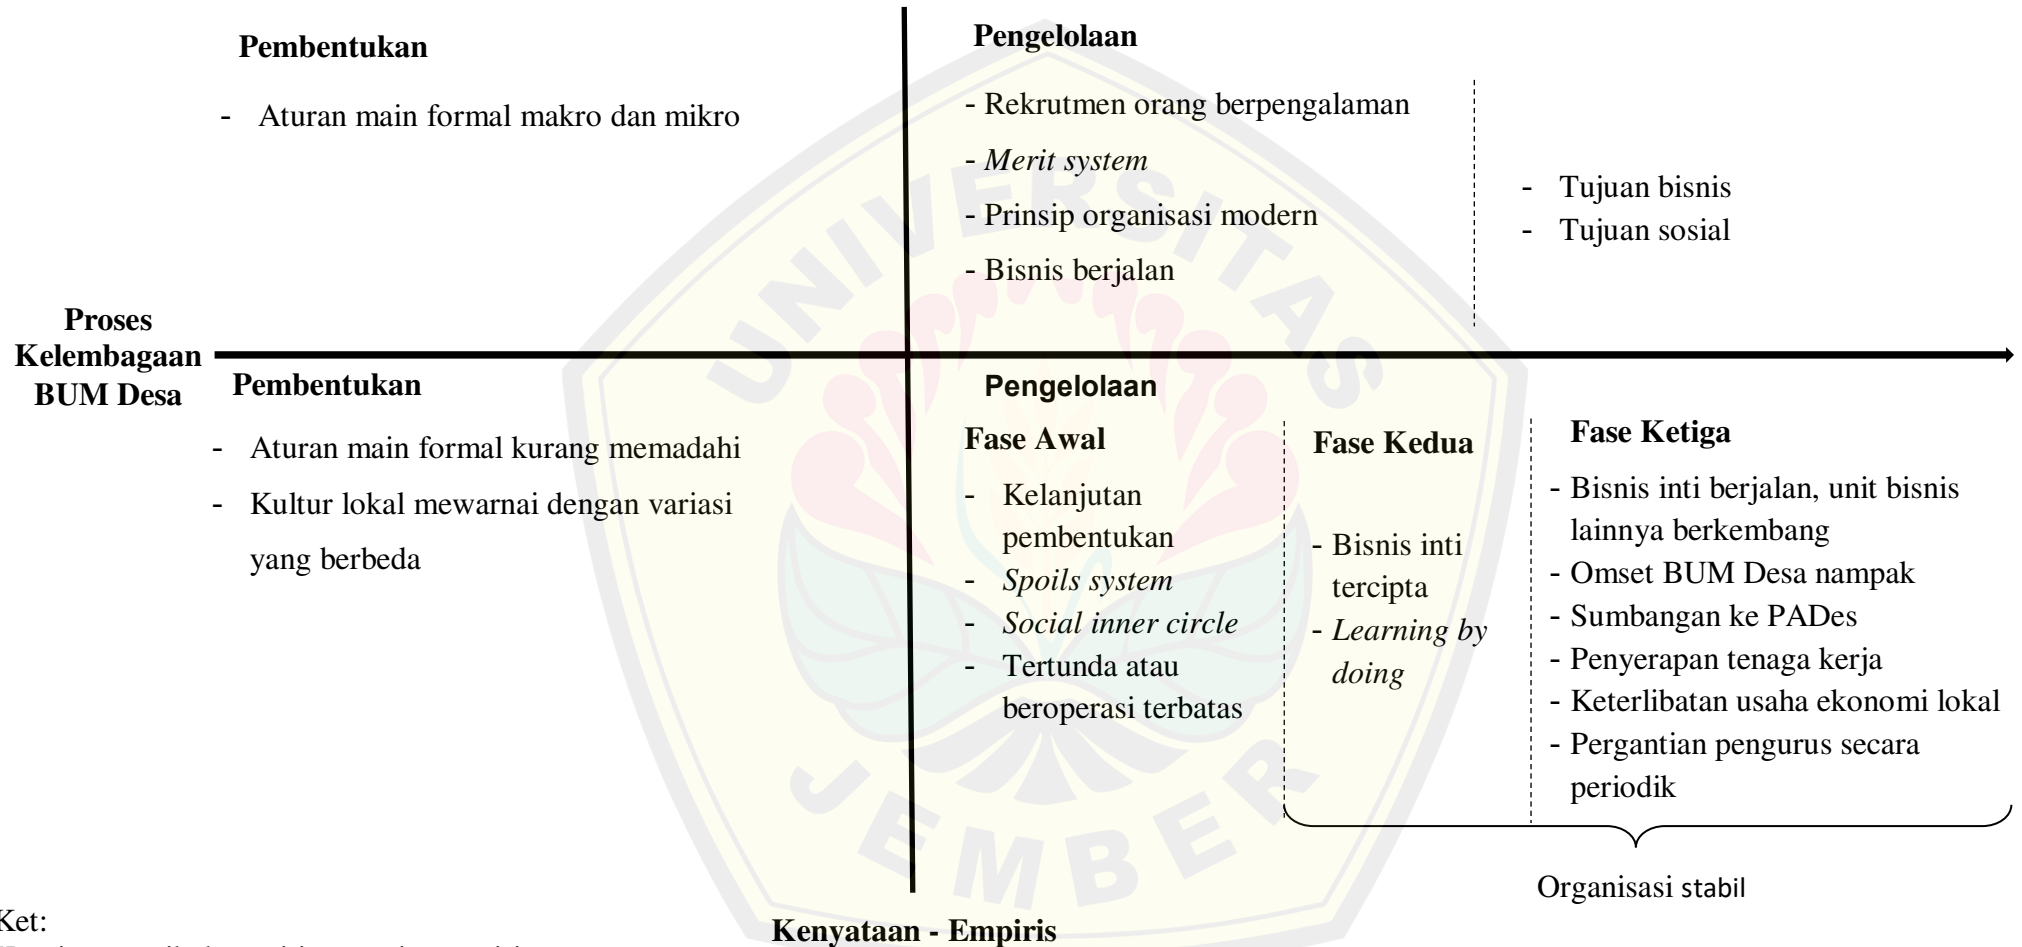 Pembentukan
- Aturan main formal makro dan mikro
Pengelolaan
- Rekrutmen orang berpengalaman
- Merit system
- Prinsip organisasi modern
- Bisnis berjalan
- Tujuan bisnis
- Tujuan sosial
Proses
Kelembagaan
BUM Desa
Pembentukan
- Aturan main formal kurang memadahi
- Kultur lokal mewarnai dengan variasi
yang berbeda
Pengelolaan
Fase Awal
- Kelanjutan
pembentukan
- Spoils system
- Social inner circle
- Tertunda atau
beroperasi terbatas
Fase Kedua
- Bisnis inti
tercipta
- Learning by
doing
Fase Ketiga
- Bisnis inti berjalan, unit bisnis
lainnya berkembang
- Omset BUM Desa nampak
- Sumbangan ke PADes
- Penyerapan tenaga kerja
- Keterlibatan usaha ekonomi lokal
- Pergantian pengurus secara
periodik
Organisasi stabil
Ket:
Kenyataan - Empiris
UNIVERSITAS
JEMBER